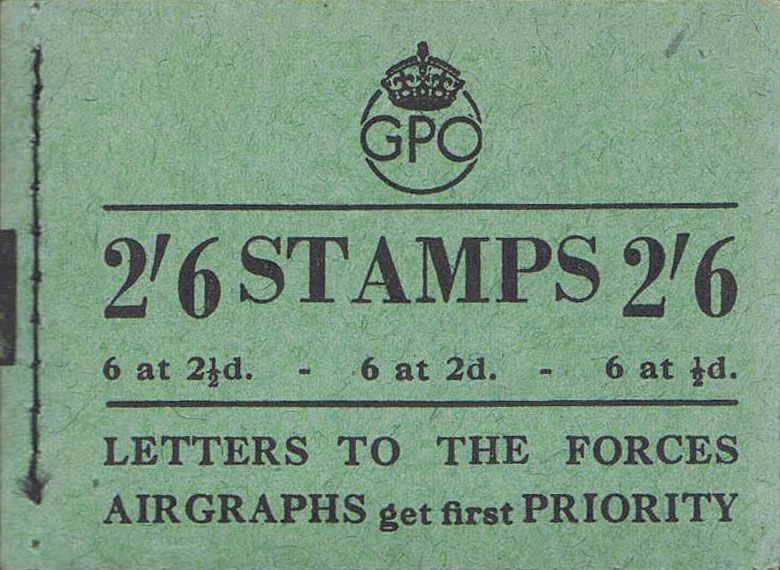 GPO
2'6 STAMPS 2'6
6 at 2½d. - 6 at 2d. - 6 at ½d.
LETTERS TO THE FORCES
AIRGRAPHS get first PRIORITY